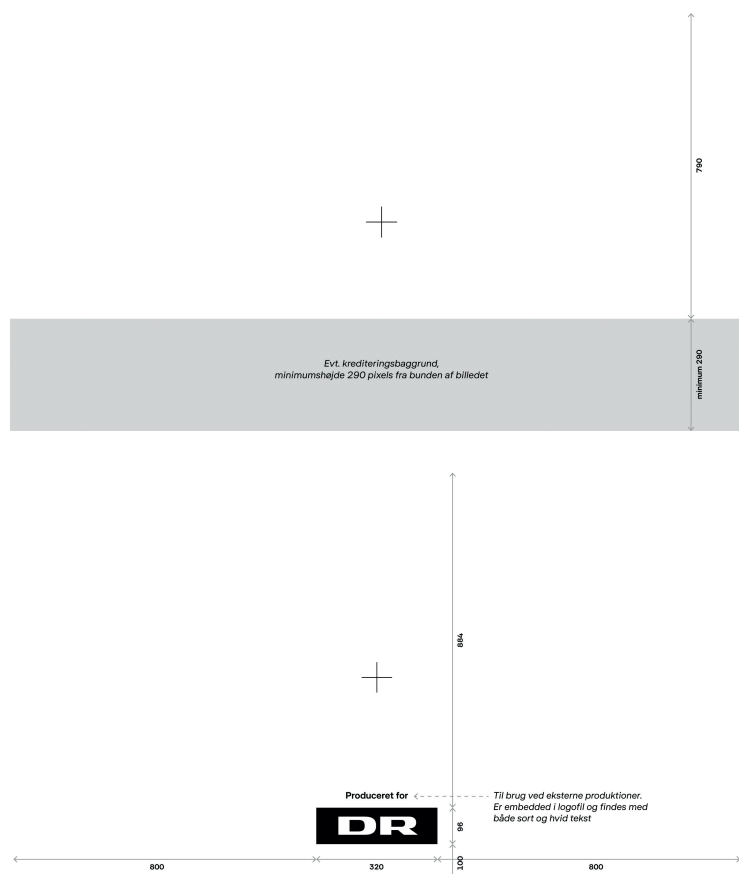 790
Evt. krediteringsbaggrund,
minimumshøjde 290 pixels fra bunden af billedet
minimum 290
884
Produceret for
Til brug ved eksterne produktioner.
Er embedded i logofil og findes med
både sort og hvid tekst
DR
96
100
800
320
800